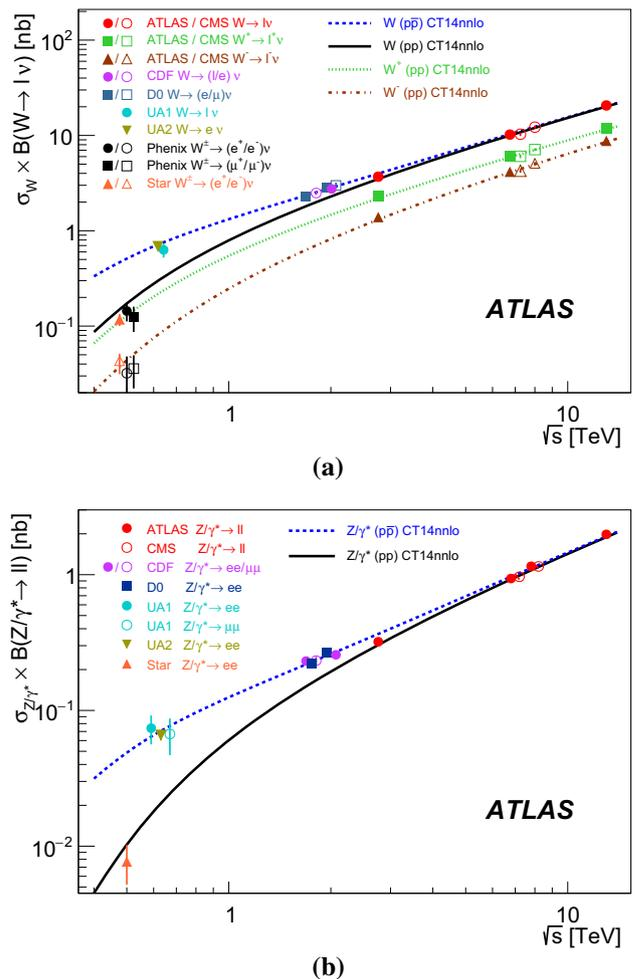 σ_W × B(W→ l ν) [nb]
10²
10
1
10⁻¹
●/○ ATLAS / CMS W→ lν
■/□ ATLAS / CMS W⁺→ l⁺ν
▲/△ ATLAS / CMS W⁻→ l⁻ν
●/○ CDF W→ (l/e) ν
■/□ D0 W→ (e/μ)ν
● UA1 W→ l ν
▼ UA2 W→ e ν
●/○ Phenix W±→ (e⁺/e⁻)ν
■/□ Phenix W±→ (μ⁺/μ⁻)ν
▲/△ Star W±→ (e⁺/e⁻)ν
W (pp̅) CT14nnlo
W (pp) CT14nnlo
W⁺ (pp) CT14nnlo
W⁻ (pp) CT14nnlo
ATLAS
1
10
√s [TeV]
(a)
σ_Z/γ* × B(Z/γ*→ ll) [nb]
1
10⁻¹
10⁻²
● ATLAS Z/γ*→ ll
○ CMS Z/γ*→ ll
●/○ CDF Z/γ*→ ee/μμ
■ D0 Z/γ*→ ee
● UA1 Z/γ*→ ee
○ UA1 Z/γ*→ μμ
▼ UA2 Z/γ*→ ee
▲ Star Z/γ*→ ee
Z/γ* (pp̅) CT14nnlo
Z/γ* (pp) CT14nnlo
ATLAS
1
10
√s [TeV]
(b)